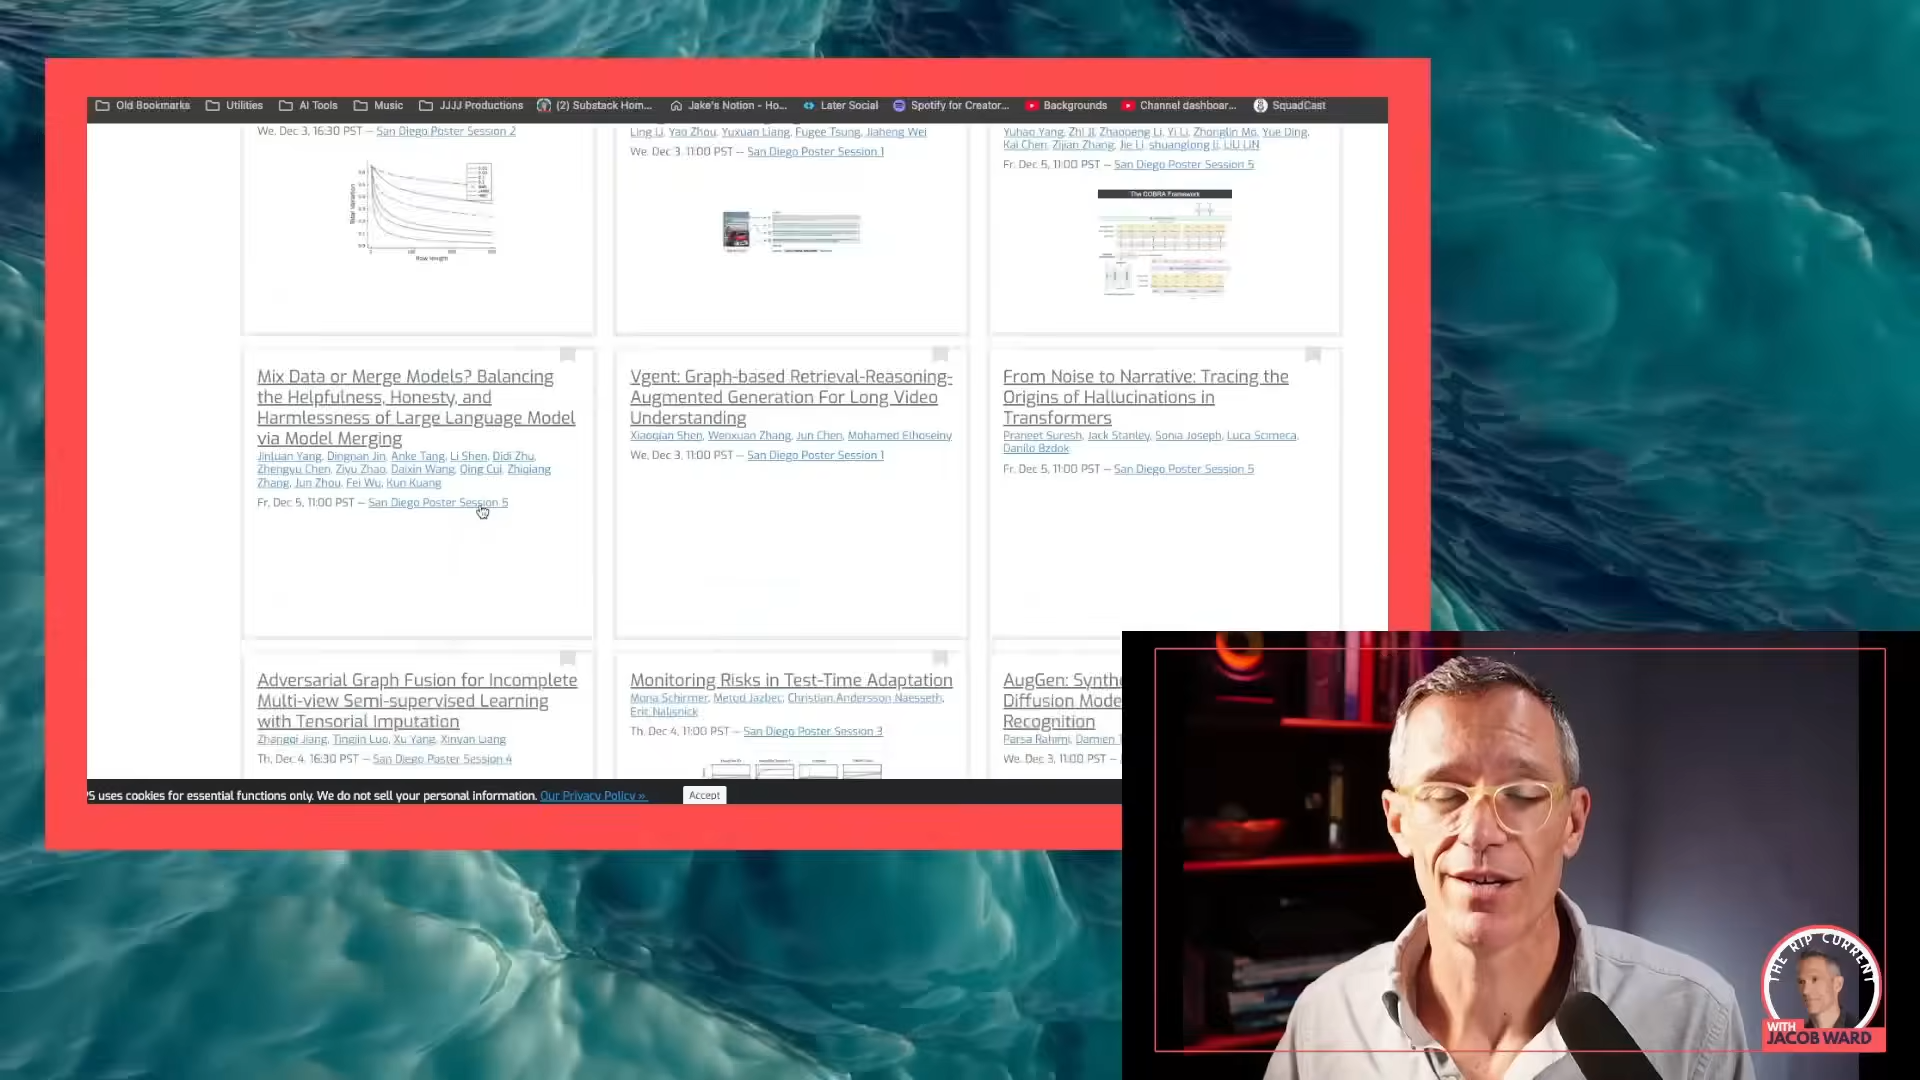 Old Bookmarks
Utilities
AI Tools
Music
JJJJ Productions
(2) Substack Hom...
Jake's Notion - Ho...
Later Social
Spotify for Creator...
Backgrounds
Channel dashboar...
SquadCast
We, Dec 3, 16:30 PST — San Diego Poster Session 2
Row length
Ling Li, Yao Zhou, Yuxuan Liang, Fugee Tsung, Jiaheng Wei
We, Dec 3, 11:00 PST — San Diego Poster Session 1
Yuhao Yang, Zhi Ji, Zhaopeng Li, Yi Li, Zhonglin Mo, Yue Ding,
Kai Chen, Zijian Zhang, Jie Li, shuanglong li, LIU LIN
Fr, Dec 5, 11:00 PST — San Diego Poster Session 5
The COBRA Framework
Mix Data or Merge Models? Balancing
the Helpfulness, Honesty, and
Harmlessness of Large Language Model
via Model Merging
Jinluan Yang, Dingnan Jin, Anke Tang, Li Shen, Didi Zhu,
Zhengyu Chen, Ziyu Zhao, Daixin Wang, Qing Cui, Zhiqiang
Zhang, Jun Zhou, Fei Wu, Kun Kuang
Fr, Dec 5, 11:00 PST — San Diego Poster Session 5
Vgent: Graph-based Retrieval-Reasoning-
Augmented Generation For Long Video
Understanding
Xiaoqian Shen, Wenxuan Zhang, Jun Chen, Mohamed Elhoseiny
We, Dec 3, 11:00 PST — San Diego Poster Session 1
From Noise to Narrative: Tracing the
Origins of Hallucinations in
Transformers
Praneet Suresh, Jack Stanley, Sonia Joseph, Luca Scimeca,
Danilo Bzdok
Fr, Dec 5, 11:00 PST — San Diego Poster Session 5
Adversarial Graph Fusion for Incomplete
Multi-view Semi-supervised Learning
with Tensorial Imputation
Zhangqi Jiang, Tingjin Luo, Xu Yang, Xinyan Liang
Th, Dec 4, 16:30 PST — San Diego Poster Session 4
Monitoring Risks in Test-Time Adaptation
Mona Schirmer, Metod Jazbec, Christian Andersson Naesseth,
Eric Nalisnick
Th, Dec 4, 11:00 PST — San Diego Poster Session 3
AugGen: Synthe
Diffusion Mode
Recognition
Parsa Rahimi, Damien
We, Dec 3, 11:00 PST —
PS uses cookies for essential functions only. We do not sell your personal information. Our Privacy Policy »
Accept
THE RIP CURRENT
WITH
JACOB WARD